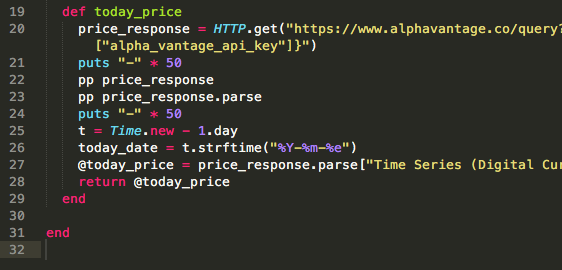 19 def today_price
20 price_response = HTTP.get("https://www.alphavantage.co/query?
["alpha_vantage_api_key"]}")
21 puts "-" * 50
22 pp price_response
23 pp price_response.parse
24 puts "-" * 50
25 t = Time.new - 1.day
26 today_date = t.strftime("%Y-%m-%e")
27 @today_price = price_response.parse["Time Series (Digital Cur
28 return @today_price
29 end
30
31 end
32